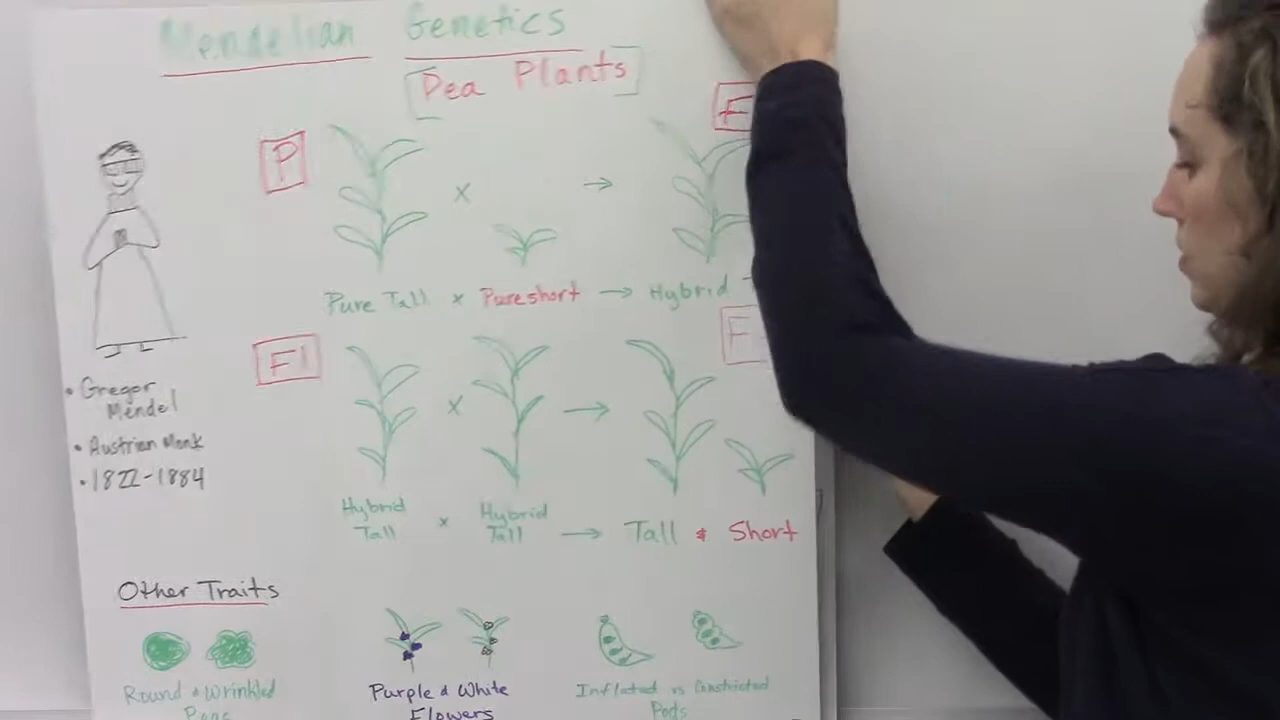 Mendelian Genetics
Pea Plants
P
F
Pure Tall x Pure short → Hybrid
F1
F
• Gregor
Mendel
• Austrian Monk
• 1822-1884
x
→
x
→
Hybrid
Tall
x
Hybrid
Tall
→
Tall & Short
Other Traits
Round & Wrinkled
Peas
Purple & White
Flowers
Inflated vs Constricted
Pods